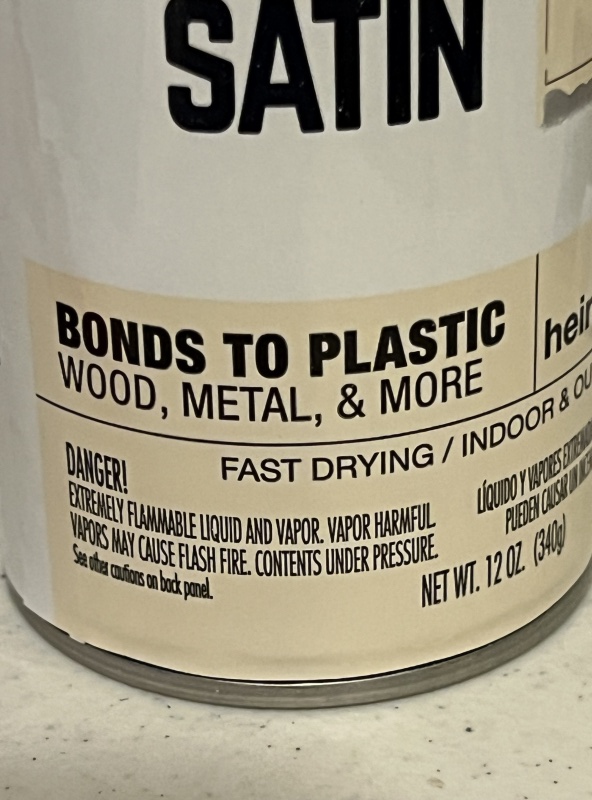 SATIN
BONDS TO PLASTIC
WOOD, METAL, & MORE
FAST DRYING / INDOOR &
DANGER!
EXTREMELY FLAMMABLE LIQUID AND VAPOR. VAPOR HARMFUL.
VAPORS MAY CAUSE FLASH FIRE. CONTENTS UNDER PRESSURE.
See other cautions on back panel.
LÍQUIDO Y VAPORES
PUEDEN CAUSAR UN
NET WT. 12 OZ. (340g)